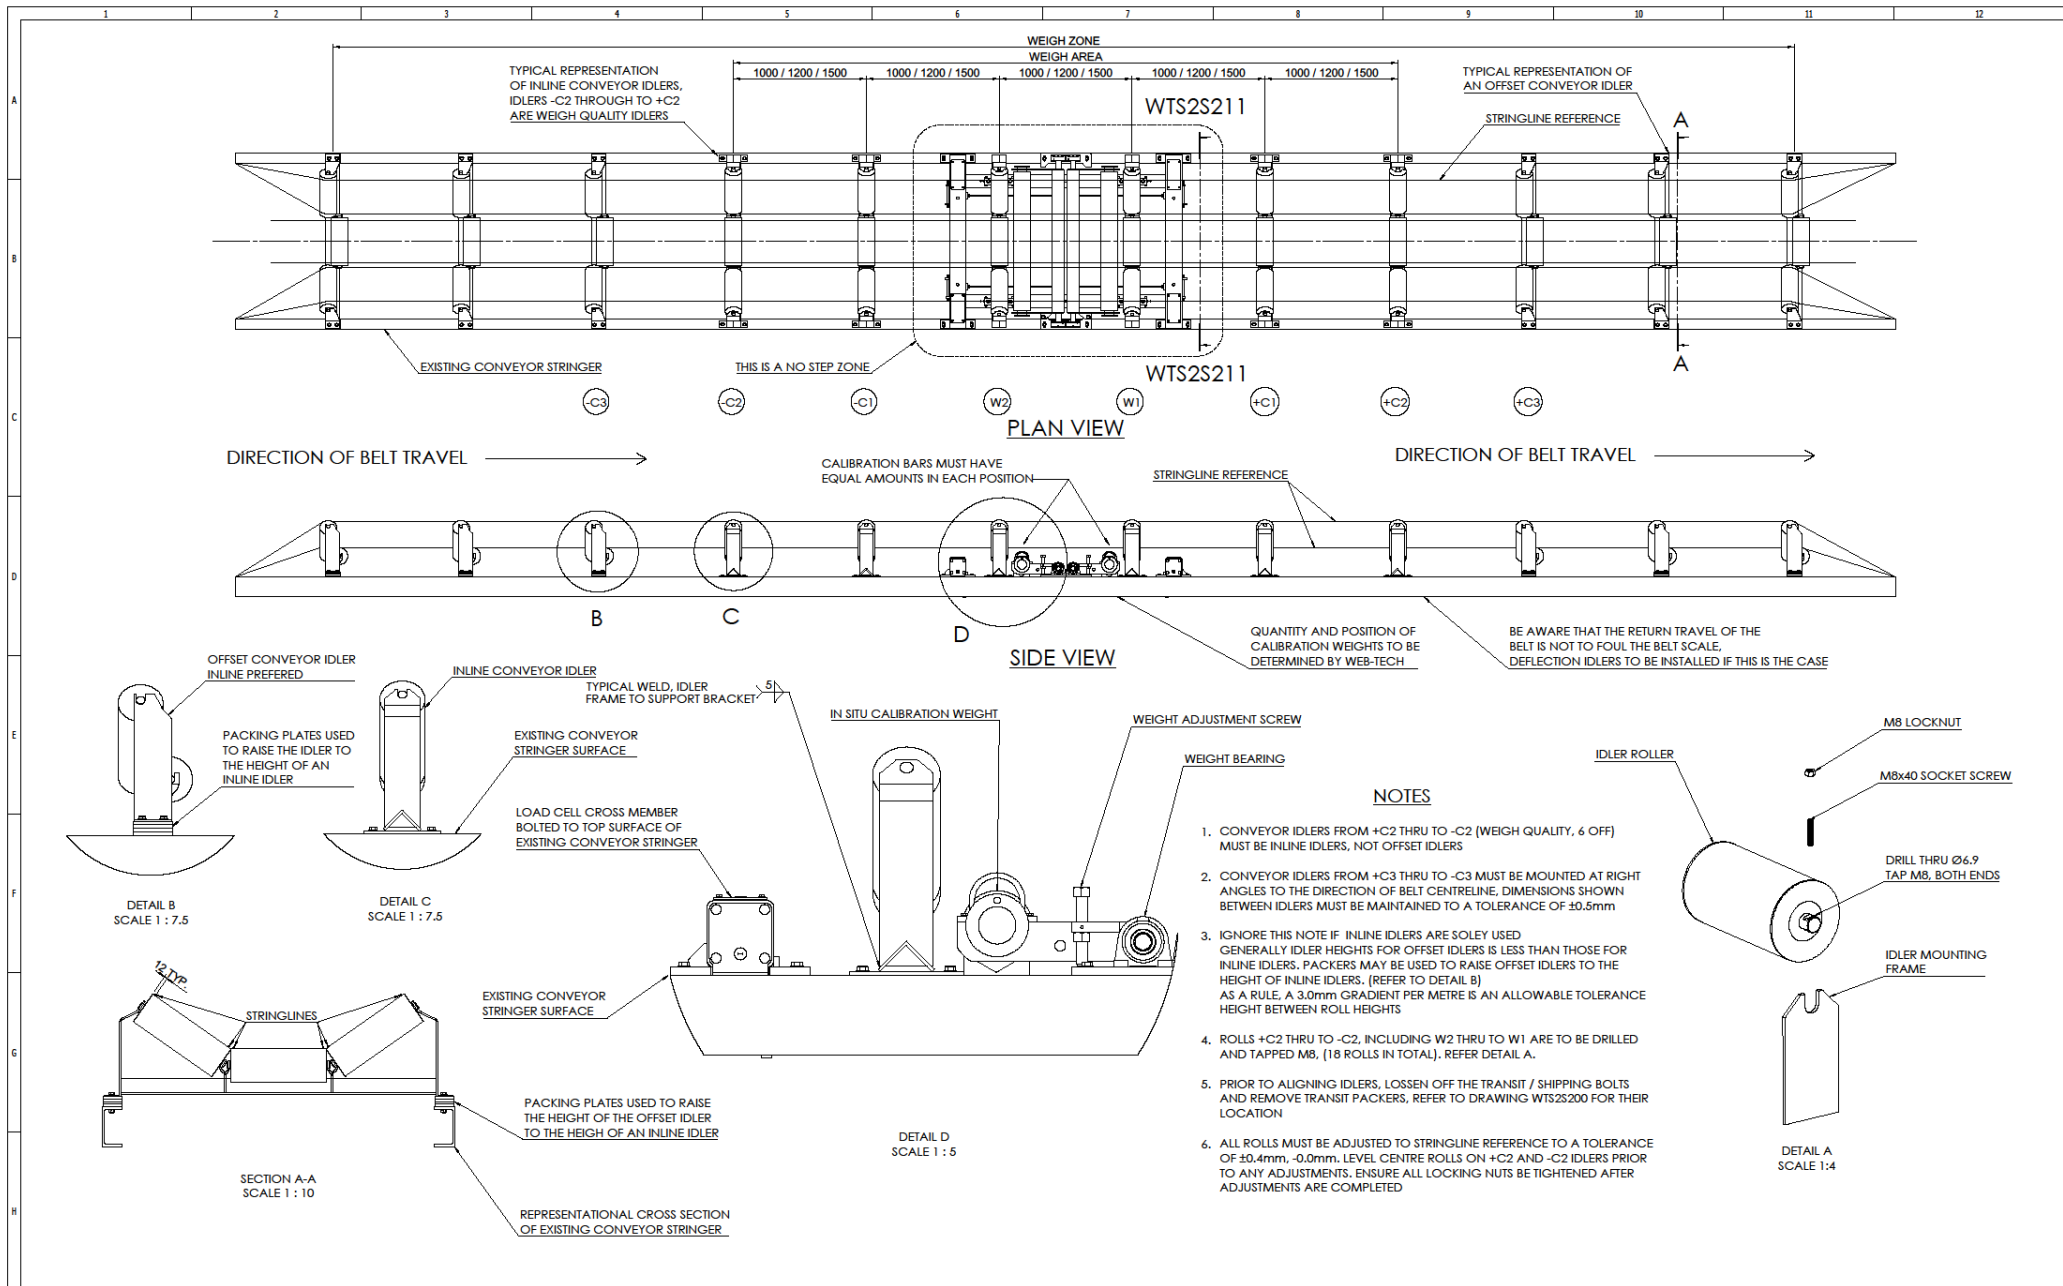 1 2 3 4 5 6 7 8 9 10 11 12
A
B
C
D
E
F
G
H
WEIGH ZONE
WEIGH AREA
1000 / 1200 / 1500
1000 / 1200 / 1500
1000 / 1200 / 1500
1000 / 1200 / 1500
1000 / 1200 / 1500
TYPICAL REPRESENTATION
OF INLINE CONVEYOR IDLERS,
IDLERS -C2 THROUGH TO +C2
ARE WEIGH QUALITY IDLERS
WTS2S211
TYPICAL REPRESENTATION OF
AN OFFSET CONVEYOR IDLER
STRINGLINE REFERENCE
A
EXISTING CONVEYOR STRINGER
THIS IS A NO STEP ZONE
WTS2S211
A
-C3
-C2
-C1
W2
W1
+C1
+C2
+C3
PLAN VIEW
DIRECTION OF BELT TRAVEL
CALIBRATION BARS MUST HAVE
EQUAL AMOUNTS IN EACH POSITION
STRINGLINE REFERENCE
DIRECTION OF BELT TRAVEL
B
C
D
SIDE VIEW
QUANTITY AND POSITION OF
CALIBRATION WEIGHTS TO BE
DETERMINED BY WEB-TECH
BE AWARE THAT THE RETURN TRAVEL OF THE
BELT IS NOT TO FOUL THE BELT SCALE,
DEFLECTION IDLERS TO BE INSTALLED IF THIS IS THE CASE
OFFSET CONVEYOR IDLER
INLINE PREFERED
PACKING PLATES USED
TO RAISE THE IDLER TO
THE HEIGHT OF AN
INLINE IDLER
DETAIL B
SCALE 1 : 7.5
INLINE CONVEYOR IDLER
EXISTING CONVEYOR
STRINGER SURFACE
DETAIL C
SCALE 1 : 7.5
TYPICAL WELD, IDLER
FRAME TO SUPPORT BRACKET
5
IN SITU CALIBRATION WEIGHT
WEIGHT ADJUSTMENT SCREW
WEIGHT BEARING
LOAD CELL CROSS MEMBER
BOLTED TO TOP SURFACE OF
EXISTING CONVEYOR STRINGER
EXISTING CONVEYOR
STRINGER SURFACE
DETAIL D
SCALE 1 : 5
12 TYP.
STRINGLINES
PACKING PLATES USED TO RAISE
THE HEIGHT OF THE OFFSET IDLER
TO THE HEIGH OF AN INLINE IDLER
SECTION A-A
SCALE 1 : 10
REPRESENTATIONAL CROSS SECTION
OF EXISTING CONVEYOR STRINGER
NOTES
1. CONVEYOR IDLERS FROM +C2 THRU TO -C2 (WEIGH QUALITY, 6 OFF)
MUST BE INLINE IDLERS, NOT OFFSET IDLERS
2. CONVEYOR IDLERS FROM +C3 THRU TO -C3 MUST BE MOUNTED AT RIGHT
ANGLES TO THE DIRECTION OF BELT CENTRELINE, DIMENSIONS SHOWN
BETWEEN IDLERS MUST BE MAINTAINED TO A TOLERANCE OF ±0.5mm
3. IGNORE THIS NOTE IF INLINE IDLERS ARE SOLEY USED
GENERALLY IDLER HEIGHTS FOR OFFSET IDLERS IS LESS THAN THOSE FOR
INLINE IDLERS. PACKERS MAY BE USED TO RAISE OFFSET IDLERS TO THE
HEIGHT OF INLINE IDLERS. (REFER TO DETAIL B)
AS A RULE, A 3.0mm GRADIENT PER METRE IS AN ALLOWABLE TOLERANCE
HEIGHT BETWEEN ROLL HEIGHTS
4. ROLLS +C2 THRU TO -C2, INCLUDING W2 THRU TO W1 ARE TO BE DRILLED
AND TAPPED M8, (18 ROLLS IN TOTAL). REFER DETAIL A.
5. PRIOR TO ALIGNING IDLERS, LOSSEN OFF THE TRANSIT / SHIPPING BOLTS
AND REMOVE TRANSIT PACKERS, REFER TO DRAWING WTS2S200 FOR THEIR
LOCATION
6. ALL ROLLS MUST BE ADJUSTED TO STRINGLINE REFERENCE TO A TOLERANCE
OF ±0.4mm, -0.0mm. LEVEL CENTRE ROLLS ON +C2 AND -C2 IDLERS PRIOR
TO ANY ADJUSTMENTS. ENSURE ALL LOCKING NUTS BE TIGHTENED AFTER
ADJUSTMENTS ARE COMPLETED
M8 LOCKNUT
IDLER ROLLER
M8x40 SOCKET SCREW
DRILL THRU Ø6.9
TAP M8, BOTH ENDS
IDLER MOUNTING
FRAME
DETAIL A
SCALE 1:4